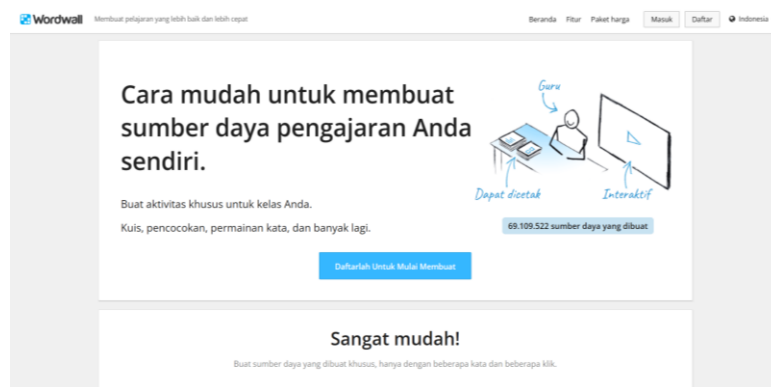 Wordwall Membuat pelajaran yang lebih baik dan lebih cepat Beranda Fitur Paket harga Masuk Daftar Indonesia
Cara mudah untuk membuat
sumber daya pengajaran Anda
sendiri.
Buat aktivitas khusus untuk kelas Anda.
Kuis, pencocokan, permainan kata, dan banyak lagi.
Daftarlah Untuk Mulai Membuat
Guru
Dapat dicetak
Interaktif
69.109.522 sumber daya yang dibuat
Sangat mudah!
Buat sumber daya yang dibuat khusus, hanya dengan beberapa kata dan beberapa klik.